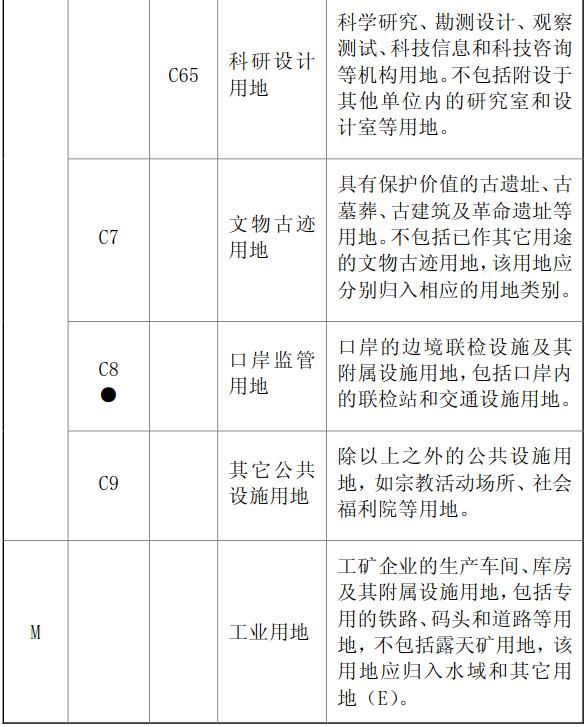 C65
科研设计
用地
科学研究、勘测设计、观察
测试、科技信息和科技咨询
等机构用地。不包括附设于
其他单位内的研究室和设
计室等用地。
C7
文物古迹
用地
具有保护价值的古遗址、古
墓葬、古建筑及革命遗址等
用地。不包括已作其它用途
的文物古迹用地，该用地应
分别归入相应的用地类别。
C8
●
口岸监管
用地
口岸的边境联检设施及其
附属设施用地，包括口岸内
的联检站和交通设施用地。
C9
其它公共
设施用地
除以上之外的公共设施用
地，如宗教活动场所、社会
福利院等用地。
M
工业用地
工矿企业的生产车间、库房
及其附属设施用地，包括专
用的铁路、码头和道路等用
地，不包括露天矿用地，该
用地应归入水域和其它用
地（E）。